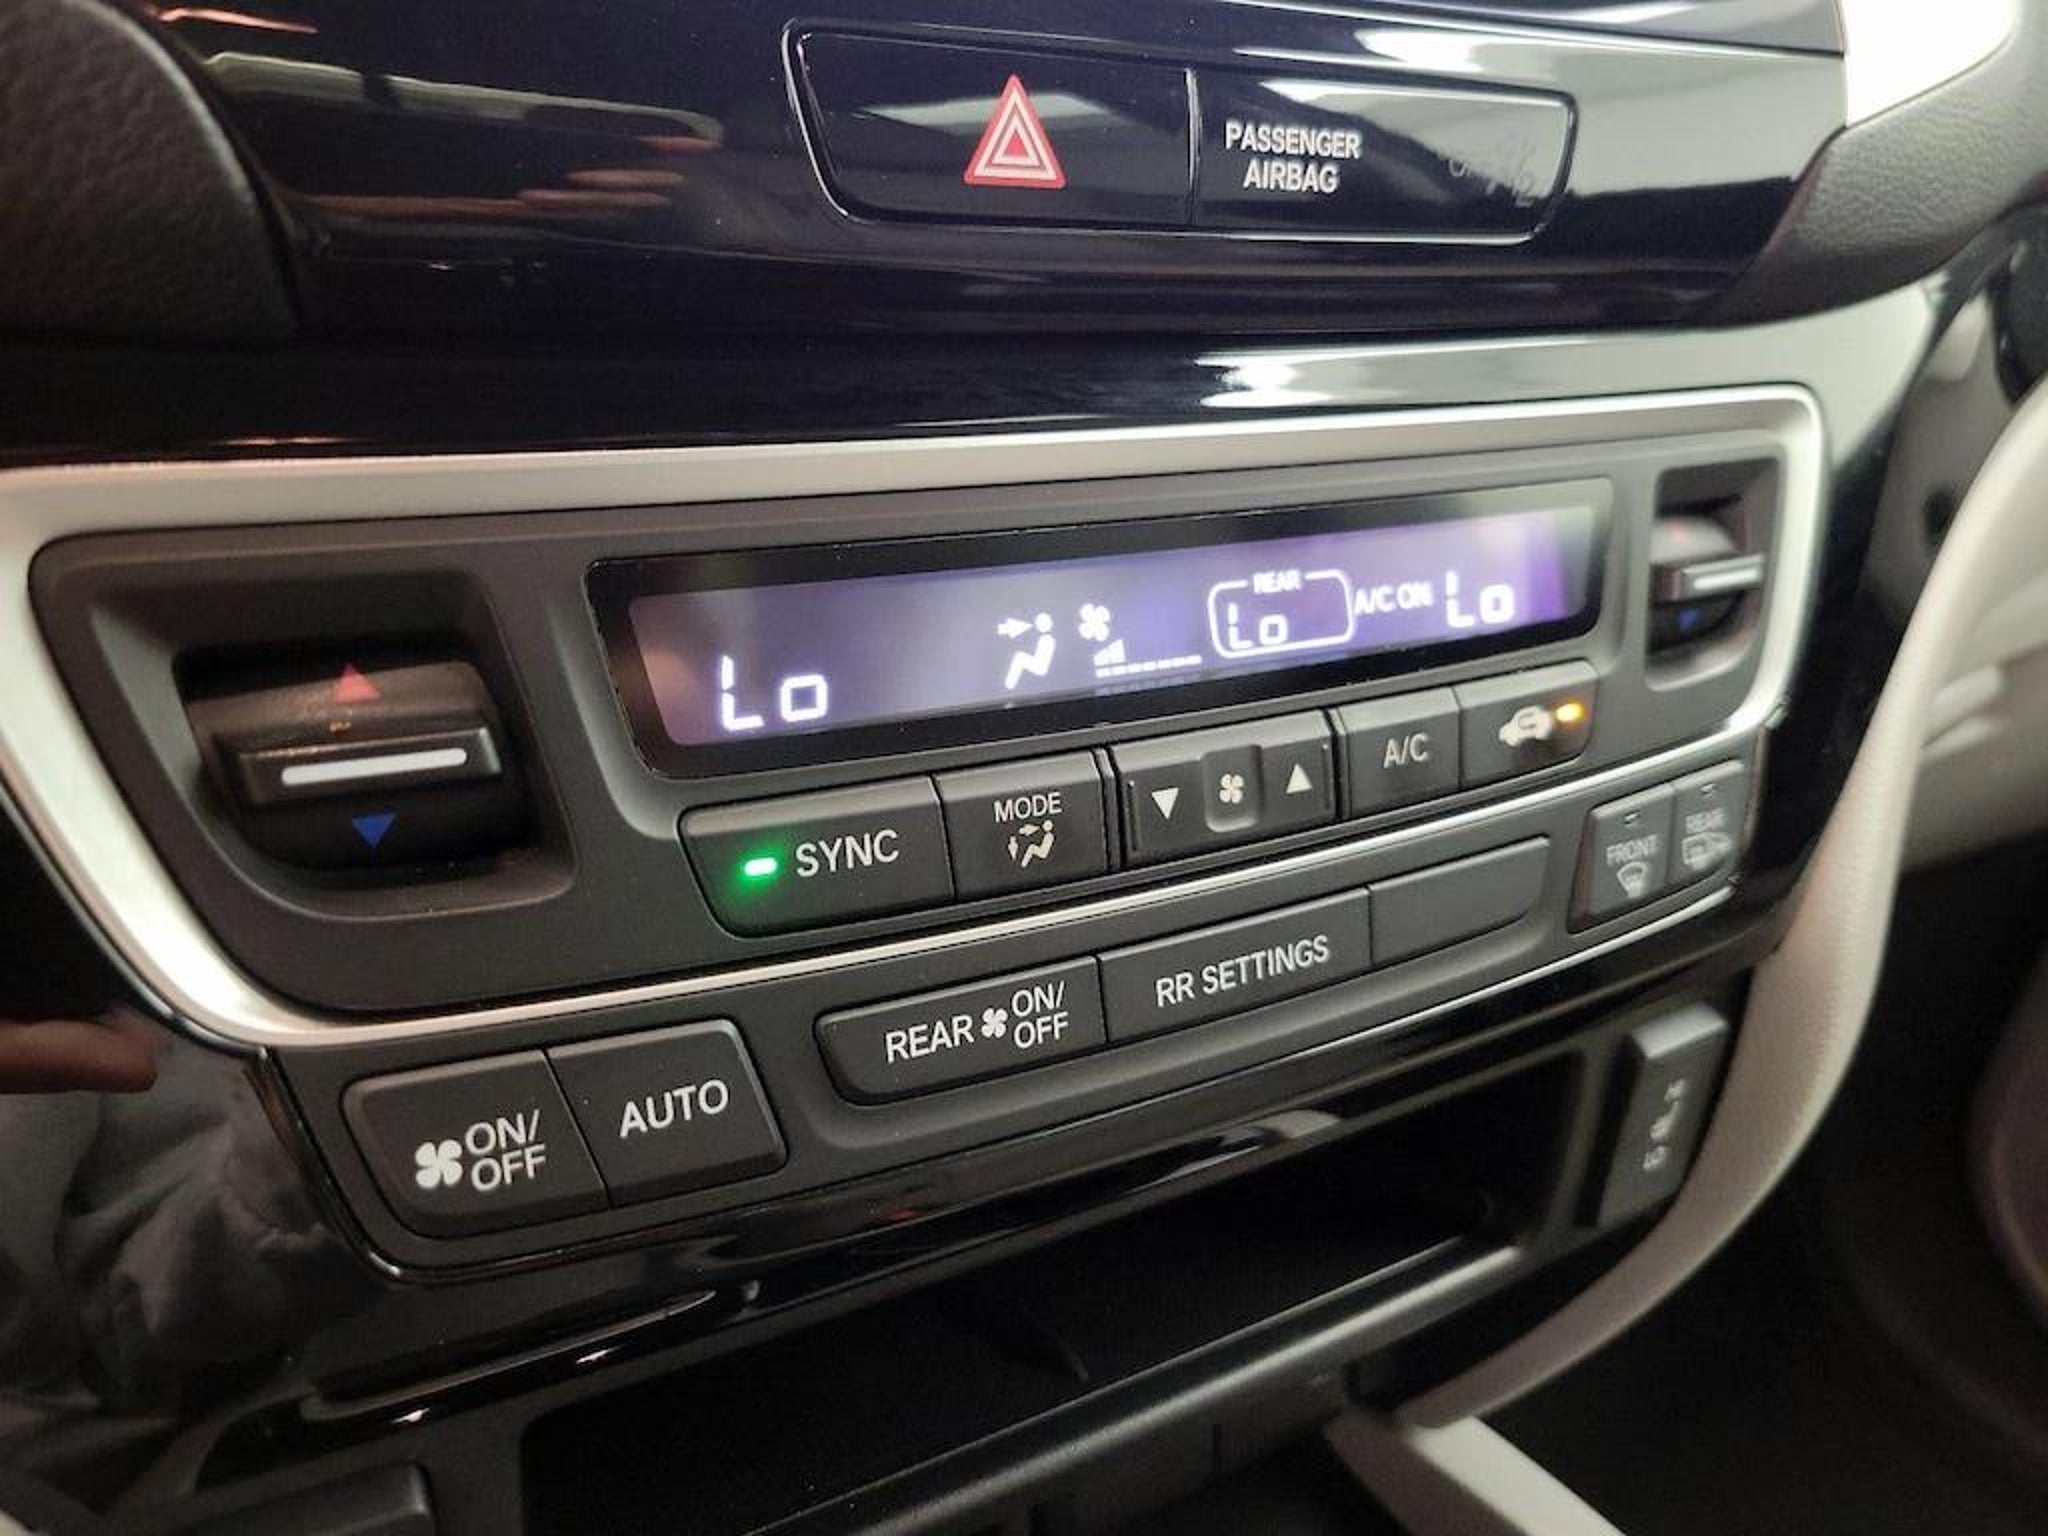 PASSENGER
AIRBAG
REAR
Lo
Lo
A/C ON
Lo
SYNC
MODE
A/C
FRONT
REAR
REAR
ON/
OFF
RR SETTINGS
ON/
OFF
AUTO